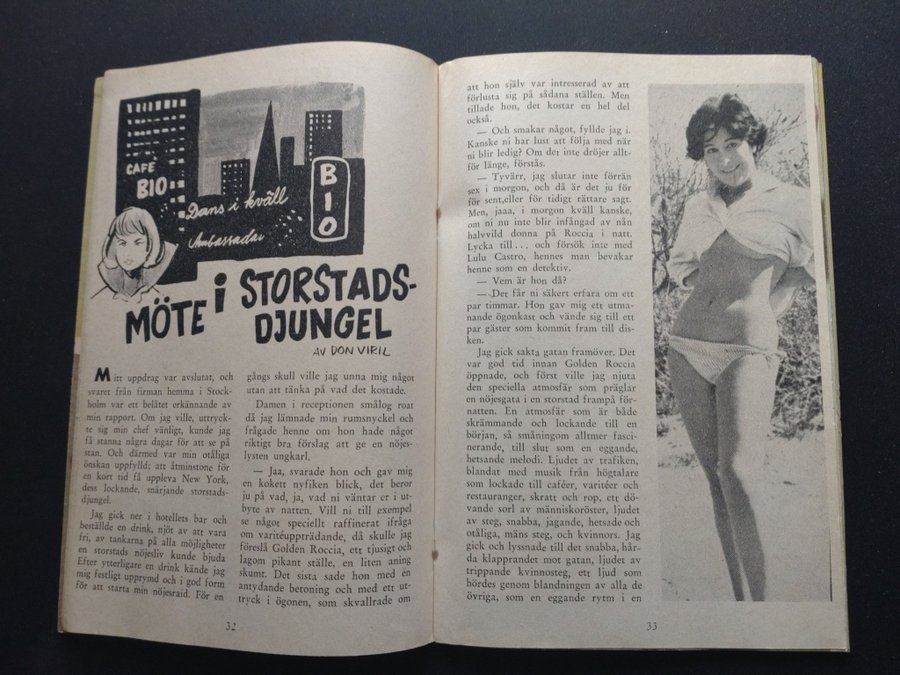 CAFÉ
BIO
Dans i kväll
Ambassadör
BIO
MÖTE i STORSTADS-
DJUNGEL
AV DON VIRIL
Mitt uppdrag var avslutat, och
svaret från firman hemma i Stock-
holm var ett belåtet erkännande av
min rapport. Om jag ville, uttryck-
te sig min chef vänligt, kunde jag
få stanna några dagar för att se på
stan. Och därmed var min otåliga
önskan uppfylld; att åtminstone för
en kort tid få uppleva New York,
dess lockande, snärjande storstads-
djungel.
Jag gick ner i hotellets bar och
beställde en drink, njöt av att vara
fri, av tankarna på alla möjligheter
en storstads nöjesliv kunde bjuda
Efter ytterligare en drink kände jag
mig festligt upprymd och i god form
för att starta min nöjesraid. För en
gångs skull ville jag unna mig något
utan att tänka på vad det kostade.
Damen i receptionen smålog roat
då jag lämnade min rumsnyckel och
frågade henne om hon hade något
riktigt bra förslag att ge en nöjes-
lysten ungkarl.
— Jaa, svarade hon och gav mig
en kokett nyfiken blick, det beror
ju på vad, ja, vad ni väntar er i ut-
byte av natten. Vill ni till exempel
se något speciellt raffinerat ifråga
om varitéuppträdande, då skulle jag
föreslå Golden Roccia, ett tjusigt och
lagom pikant ställe, en liten aning
skumt. Det sista sade hon med en
antydande betoning och med ett ut-
tryck i ögonen, som skvallrade om
32
att hon själv var intresserad av att
förlusta sig på sådana ställen. Men
tillade hon, det kostar en hel del
också.
— Och smakar något, fyllde jag i.
Kanske ni har lust att följa med när
ni blir ledig? Om det inte dröjer allt-
för länge, förstås.
— Tyvärr, jag slutar inte förrän
sex i morgon, och då är det ju för
för sent,eller för tidigt rättare sagt.
Men, jaaa, i morgon kväll kanske,
om ni nu inte blir infångad av nån
halvvild donna på Roccia i natt.
Lycka till... och försök inte med
Lulu Castro, hennes man bevakar
henne som en detektiv.
— Vem är hon då?
— Det får ni säkert erfara om ett
par timmar. Hon gav mig ett utma-
nande ögonkast och vände sig till ett
par gäster som kommit fram till dis-
ken.
Jag gick sakta gatan framöver. Det
var god tid innan Golden Roccia
öppnade, och först ville jag njuta
den speciella atmosfär som präglar
en nöjesgata i en storstad frampå för-
natten. En atmosfär som är både
skrämmande och lockande till en
början, så småningom alltmer fasci-
nerande, till slut som en eggande,
hetsande melodi. Ljudet av trafiken,
blandat med musik från högtalare
som lockade till caféer, varitéer och
restauranger, skratt och rop, ett dö-
vande sorl av människoröster, ljudet
av steg, snabba, jagande, hetsade och
otåliga, mäns steg, och kvinnors. Jag
gick och lyssnade till det snabba, hår-
da klapprandet mot gatan, ljudet av
trippande kvinnosteg, ett ljud som
hördes genom blandningen av alla de
övriga, som en eggande rytm i en
33